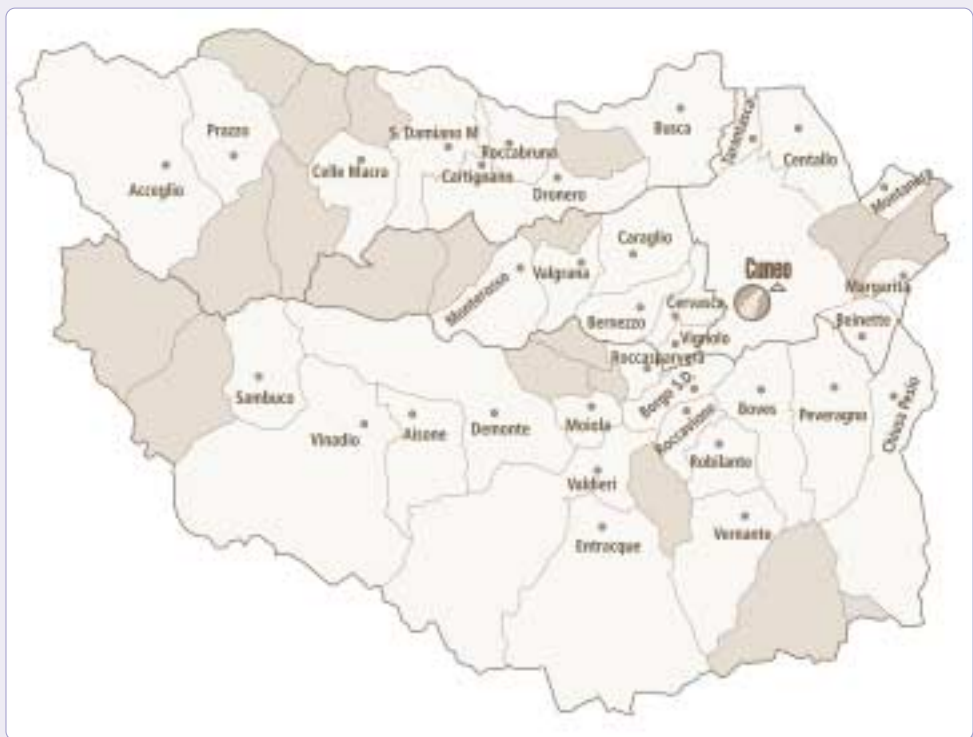 Busca
Tarantasca
Centallo
Prazzo
S. Damiano M
Roccabruna
Celle Macra
Cartignano
Acceglio
Dronero
Montanera
Caraglio
Valgrana
Cuneo
Monterosso
Margarita
Cervasca
Bernezzo
Beinette
Vignolo
Roccasparvera
Borgo S.D.
Sambuco
Vinadio
Aisone
Demonte
Moiola
Roccavione
Boves
Peveragno
Chiusa Pesio
Robilante
Valdieri
Vernante
Entracque